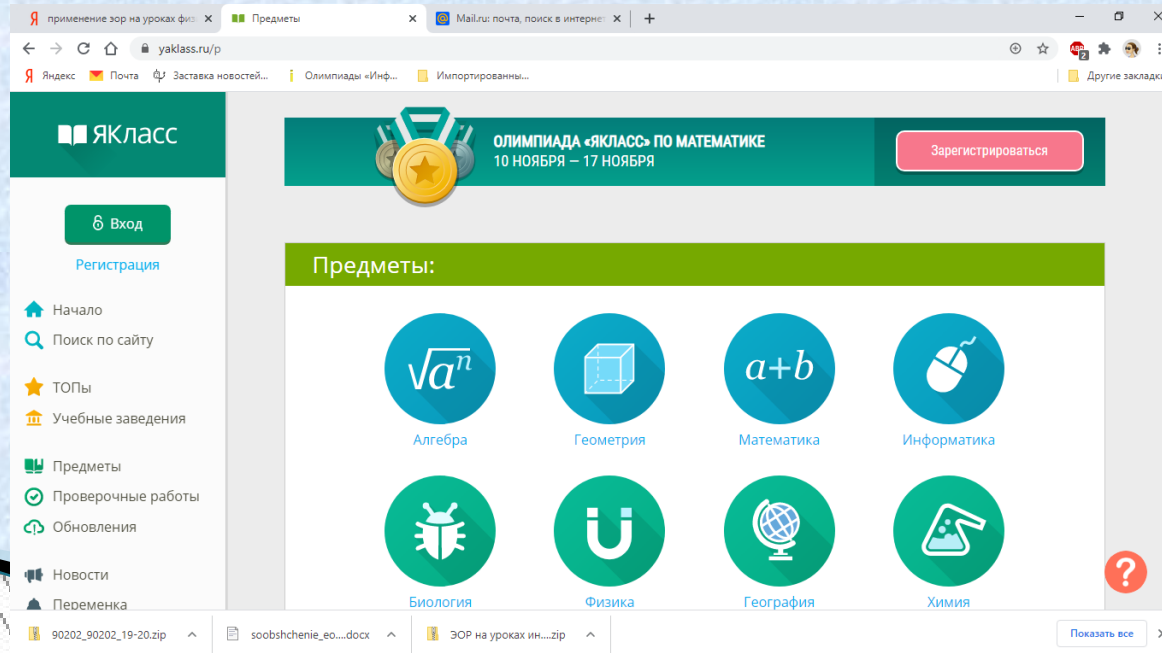 применение зор на уроках физ
Предметы
Mail.ru: почта, поиск в интернет
yaklass.ru/p
2
Яндекс Почта Заставка новостей... Олимпиады «Инф... Импортированны... Другие закладки
ЯКласс
ОЛИМПИАДА «ЯКЛАСС» ПО МАТЕМАТИКЕ
10 НОЯБРЯ — 17 НОЯБРЯ
Зарегистрироваться
Вход
Регистрация
Начало
Поиск по сайту
ТОПы
Учебные заведения
Предметы
Проверочные работы
Обновления
Новости
Переменка
Предметы:
√aⁿ
a+b
Алгебра Геометрия Математика Информатика
Биология Физика География Химия
?
90202_90202_19-20.zip
soobshchenie_eo....docx
ЭОР на уроках ин....zip
Показать все